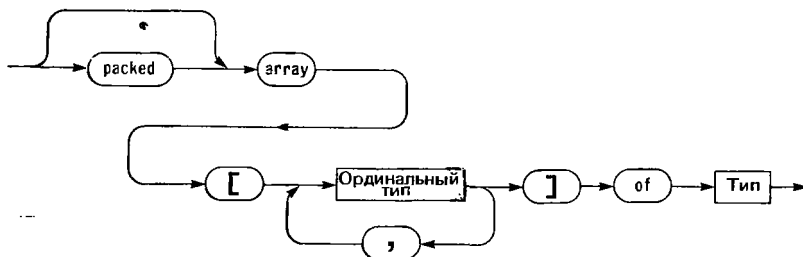 packed array
[ Ординальный тип ] of Тип
,